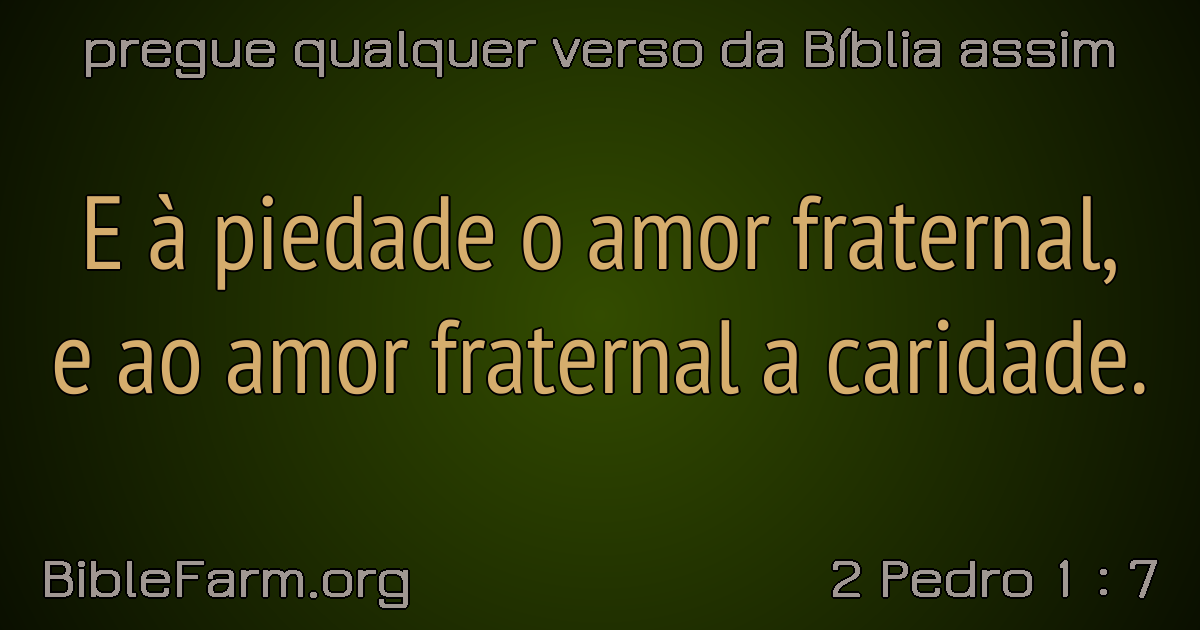 pregue qualquer verso da Bíblia assim
E à piedade o amor fraternal,
e ao amor fraternal a caridade.
BibleFarm.org
2 Pedro 1 : 7